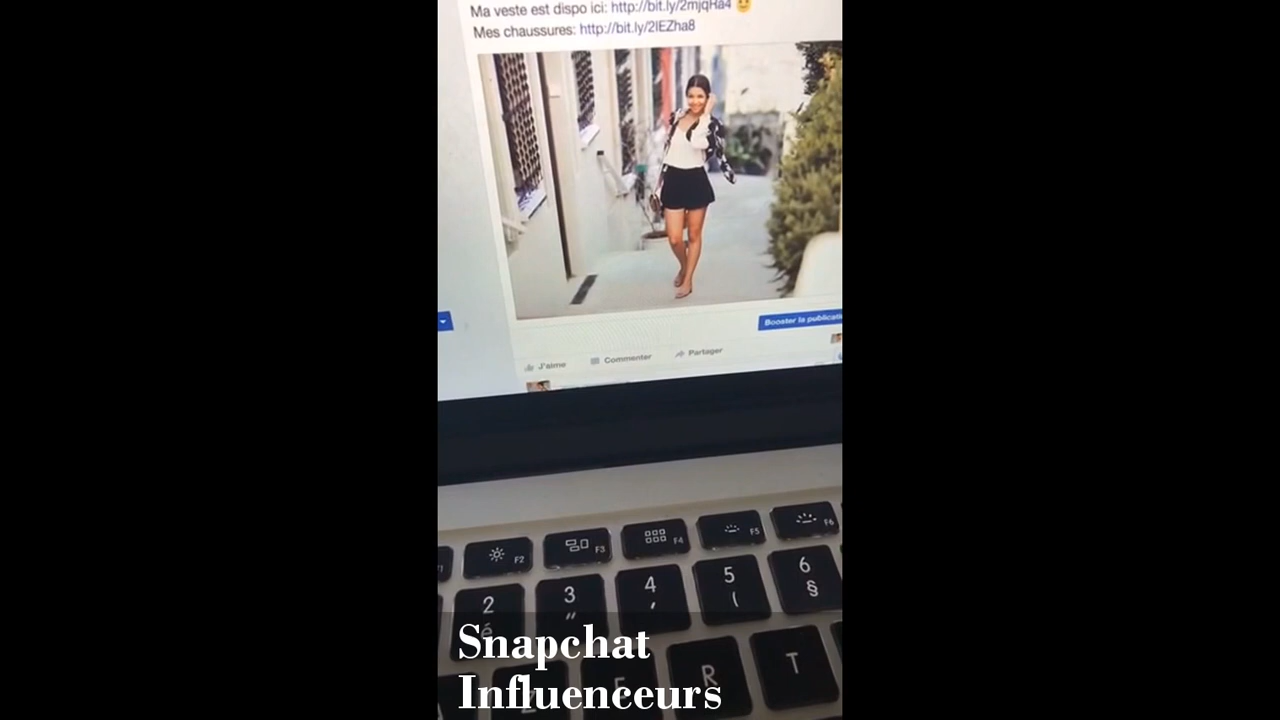 Ma veste est dispo ici: http://bit.ly/2mjqRa4
Mes chaussures: http://bit.ly/2lEZha8
Booster la publicati
J'aime
Commenter
Partager
F2
F3
F4
F5
F6
2
é
3
"
4
'
5
(
6
§
Z
E
R
T
Snapchat
Influenceurs